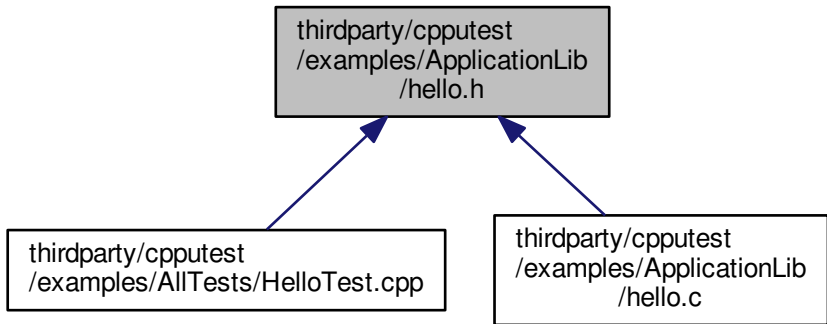 thirdparty/cpputest
/examples/ApplicationLib
/hello.h
thirdparty/cpputest
/examples/AllTests/HelloTest.cpp
thirdparty/cpputest
/examples/ApplicationLib
/hello.c